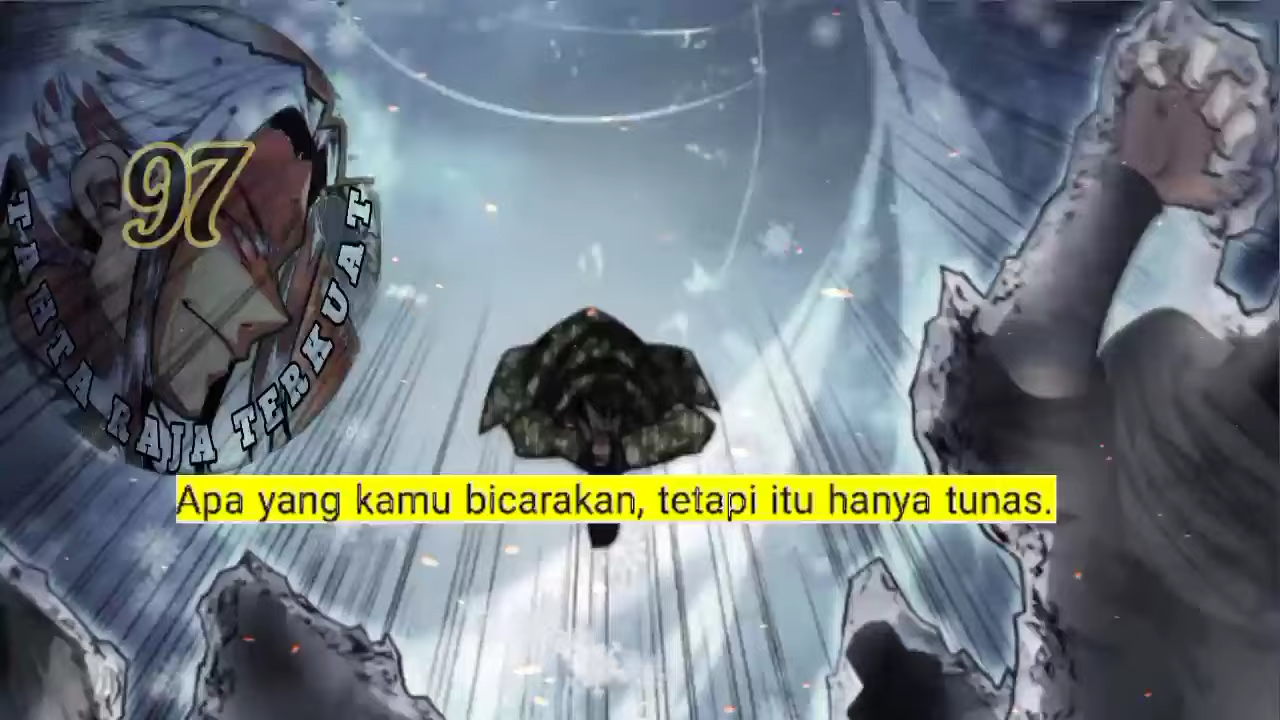 97
TAHTA RAJA TERKUAT
Apa yang kamu bicarakan, tetapi itu hanya tunas.